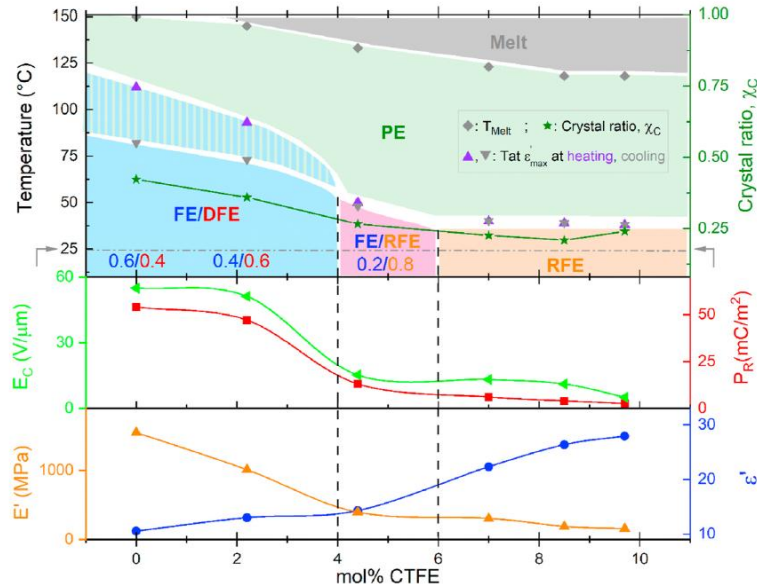 150
125
100
75
50
25
Temperature (°C)
Melt
PE
◆: T_Melt ; ★: Crystal ratio, χ_C
▲,▼: Tat ε'_max at heating, cooling
FE/DFE
FE/RFE
RFE
0.6/0.4
0.4/0.6
0.2/0.8
1.00
0.75
0.50
0.25
Crystal ratio, χ_C
60
30
0
E_C (V/μm)
50
25
0
P_R(mC/m²)
1000
0
E' (MPa)
30
20
10
ε'
0
2
4
6
8
10
mol% CTFE